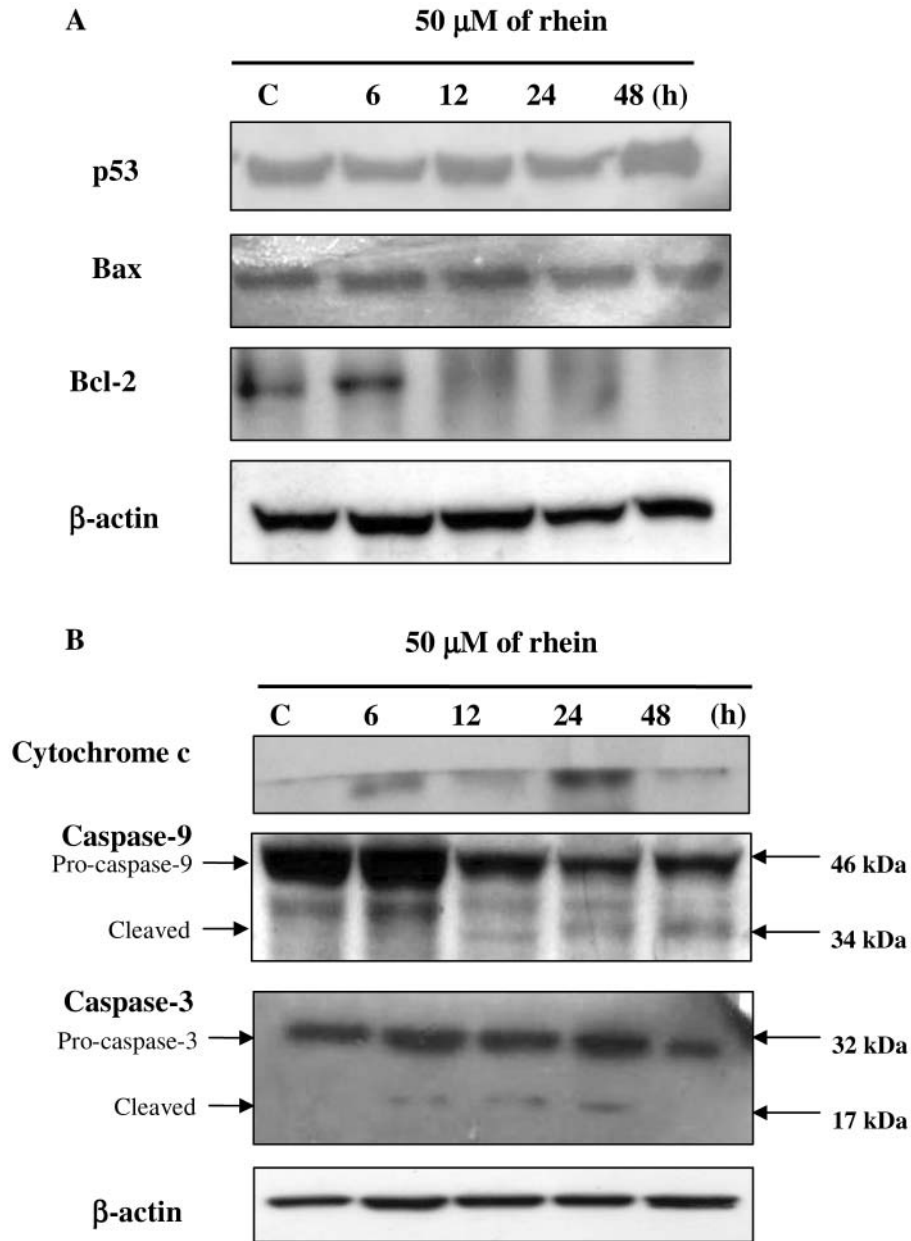 A
50 μM of rhein
C 6 12 24 48 (h)
p53
Bax
Bcl-2
β-actin
B
50 μM of rhein
C 6 12 24 48 (h)
Cytochrome c
Caspase-9
Pro-caspase-9 46 kDa
Cleaved 34 kDa
Caspase-3
Pro-caspase-3 32 kDa
Cleaved 17 kDa
β-actin